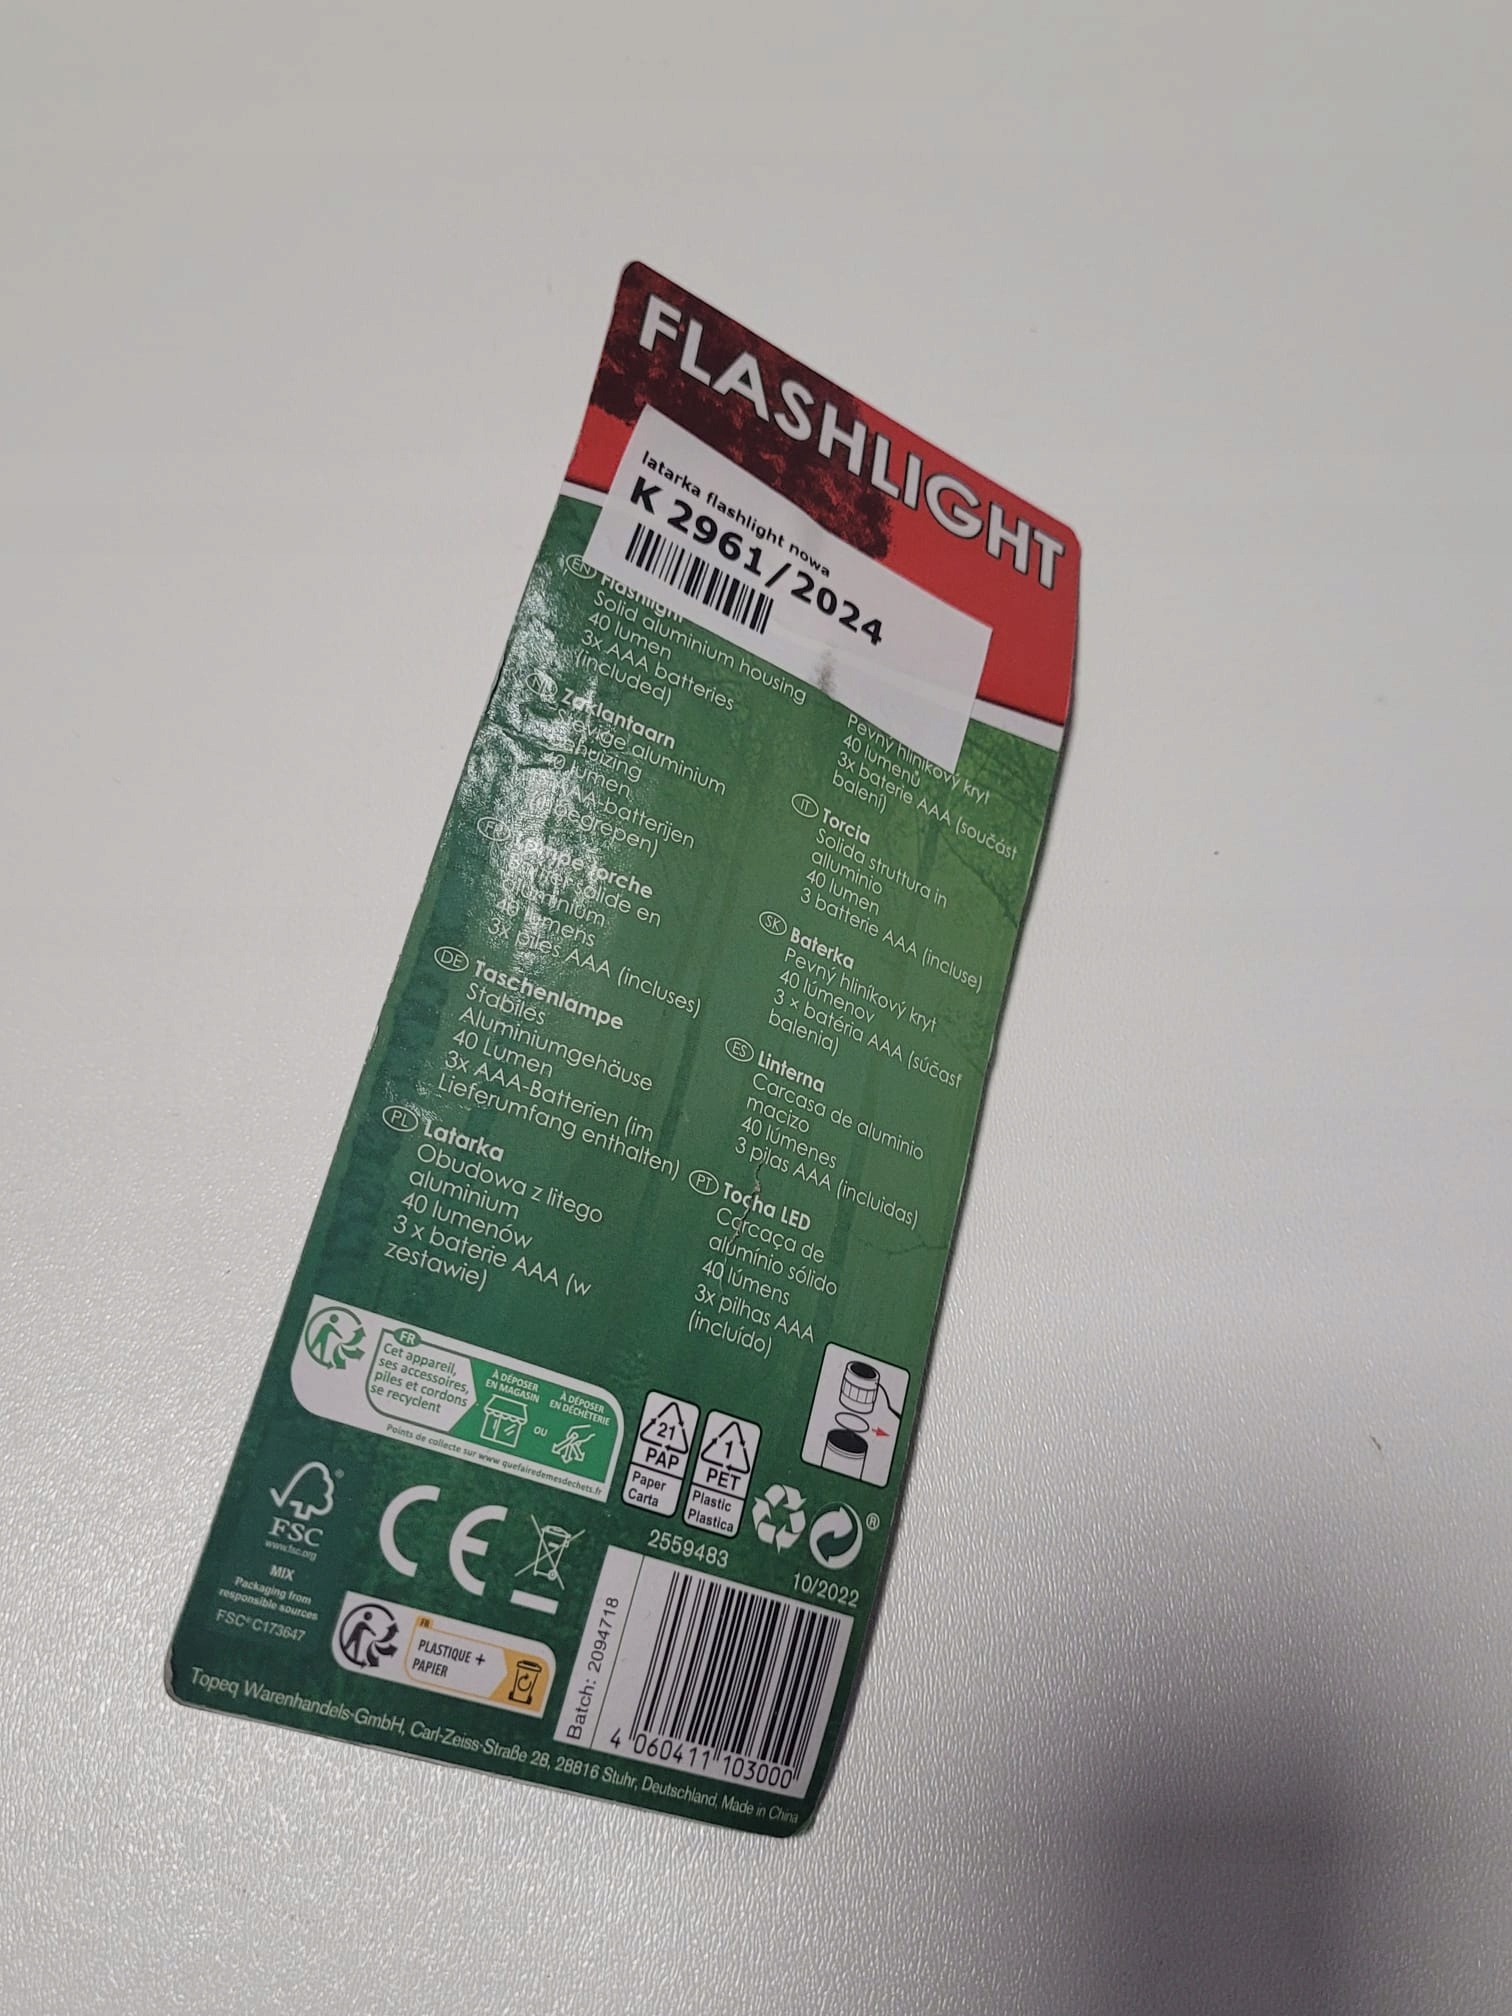 FLASHLIGHT
latarka flashlight nowa
K 2961/2024
EN Flashlight
Solid aluminium housing
40 lumen
3x AAA batteries
(included)
NL Zaklantaarn
Stevige aluminium
behuizing
40 lumen
AAA-batterijen
(inbegrepen)
FR Lampe torche
solide en
aluminium
40 lumens
3x piles AAA (incluses)
DE Taschenlampe
Stabiles
Aluminiumgehäuse
40 Lumen
3x AAA-Batterien (im
Lieferumfang enthalten)
PL Latarka
Obudowa z litego
aluminium
40 lumenów
3 x baterie AAA (w
zestawie)
Pevný hliníkový kryt
40 lumenů
3x baterie AAA (součást
balení)
IT Torcia
Solida struttura in
alluminio
40 lumen
3 batterie AAA (incluse)
SK Baterka
Pevný hliníkový kryt
40 lúmenov
3 × batéria AAA (súčasť
balenia)
ES Linterna
Carcasa de aluminio
macizo
40 lúmenes
3 pilas AAA (incluidas)
PT Tocha LED
Carcaça de
alumínio sólido
40 lúmens
3x pilhas AAA
(incluído)
FR
Cet appareil,
ses accessoires,
piles et cordons
se recyclent
À DÉPOSER
EN MAGASIN
OU
À DÉPOSER
EN DÉCHÈTERIE
Points de collecte sur www.quefairedemesdechets.fr
21
PAP
Paper
Carta
1
PET
Plastic
Plastica
®
FSC
www.fsc.org
MIX
Packaging from
responsible sources
FSC® C173647
CE
2559483
10/2022
FR
PLASTIQUE +
PAPIER
Batch: 2094718
4 060411 103000
Topeq Warenhandels-GmbH, Carl-Zeiss-Straße 28, 28816 Stuhr, Deutschland, Made in China